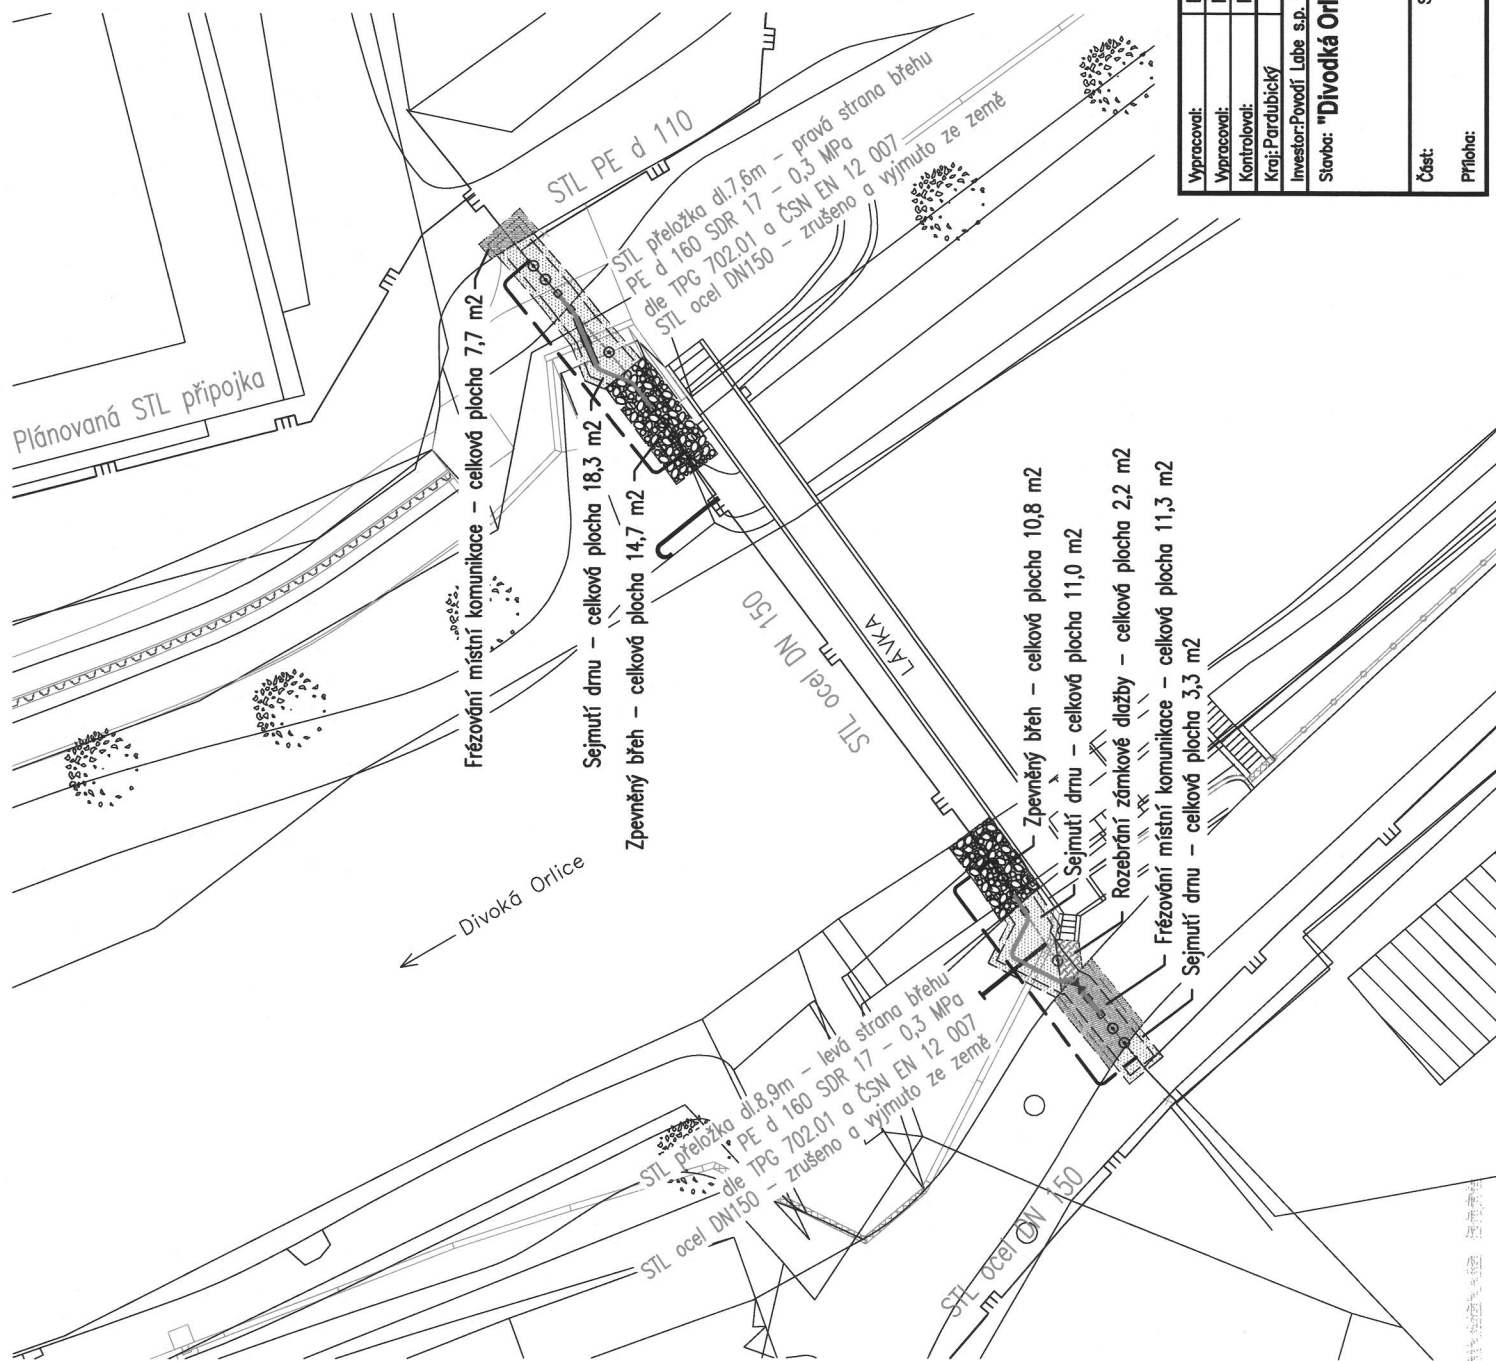 STL PE d 110
STL přeložka dl.7,6m – pravá strana břehu
PE d 160 SDR 17 – 0,3 MPa
dle TPG 702.01 a ČSN EN 12 007
STL ocel DN150 – zrušeno a vyjmuto ze země
Plánovaná STL přípojka
Frézování místní komunikace – celková plocha 7,7 m2
Sejmutí drnu – celková plocha 18,3 m2
Zpevněný břeh – celková plocha 14,7 m2
STL ocel DN 150
LÁVKA
Divoká Orlice
Zpevněný břeh – celková plocha 10,8 m2
Sejmutí drnu – celková plocha 11,0 m2
Rozebrání zámkové dlažby – celková plocha 2,2 m2
Frézování místní komunikace – celková plocha 11,3 m2
Sejmutí drnu – celková plocha 3,3 m2
STL přeložka dl.8,9m – levá strana břehu
PE d 160 SDR 17 – 0,3 MPa
dle TPG 702.01 a ČSN EN 12 007
STL ocel DN150 – zrušeno a vyjmuto ze země
STL ocel DN 150
Vypracoval:
Vypracoval:
Kontroloval:
Kraj:Pardubický
Investor:Povodí Labe s.p.
Stavba: "Divodká Orl
Část:
Příloha: